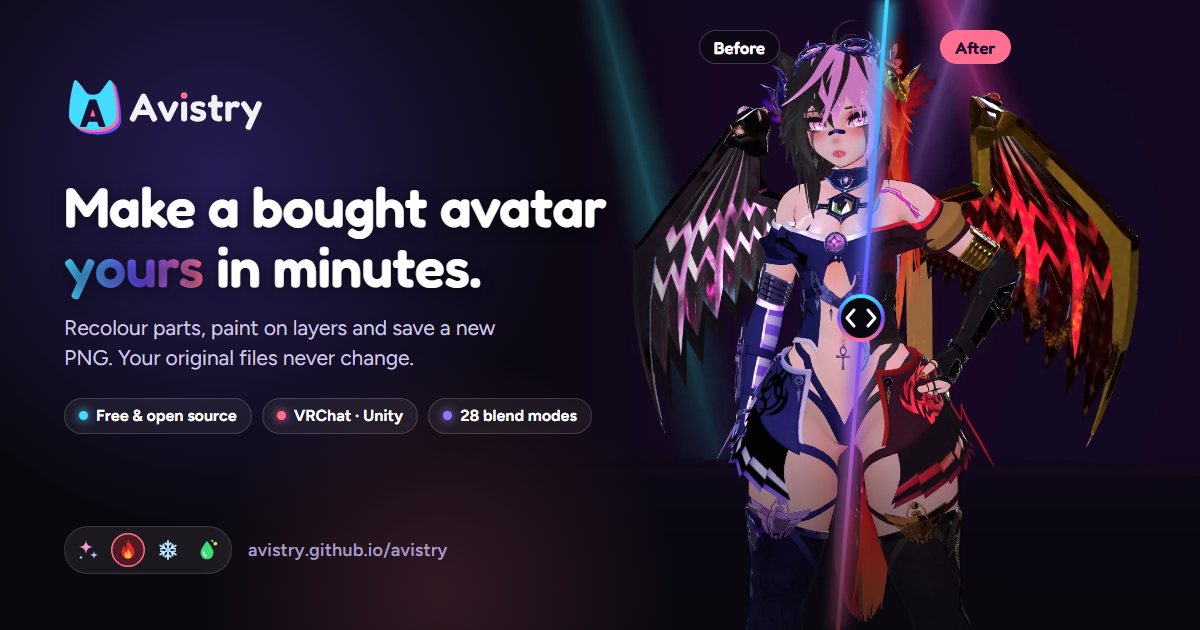 Avistry
Make a bought avatar
yours in minutes.
Recolour parts, paint on layers and save a new
PNG. Your original files never change.
Free & open source
VRChat · Unity
28 blend modes
avistry.github.io/avistry
Before
After